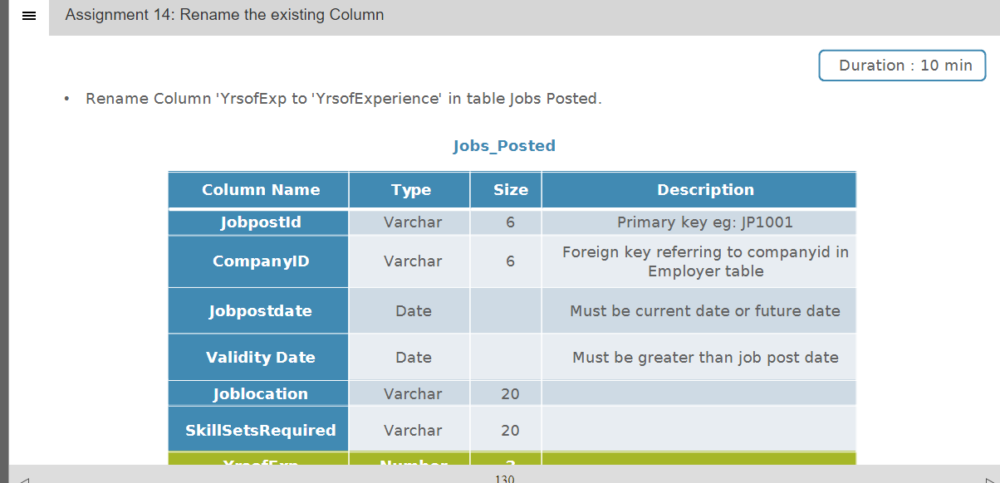 Assignment 14: Rename the existing Column
Duration : 10 min
• Rename Column 'YrsofExp to 'YrsofExperience' in table Jobs Posted.
Jobs_Posted
Column Name Type Size Description
JobpostId Varchar 6 Primary key eg: JP1001
CompanyID Varchar 6 Foreign key referring to companyid in
Employer table
Jobpostdate Date Must be current date or future date
Validity Date Date Must be greater than job post date
Joblocation Varchar 20
SkillSetsRequired Varchar 20
YrsofExp Number
130